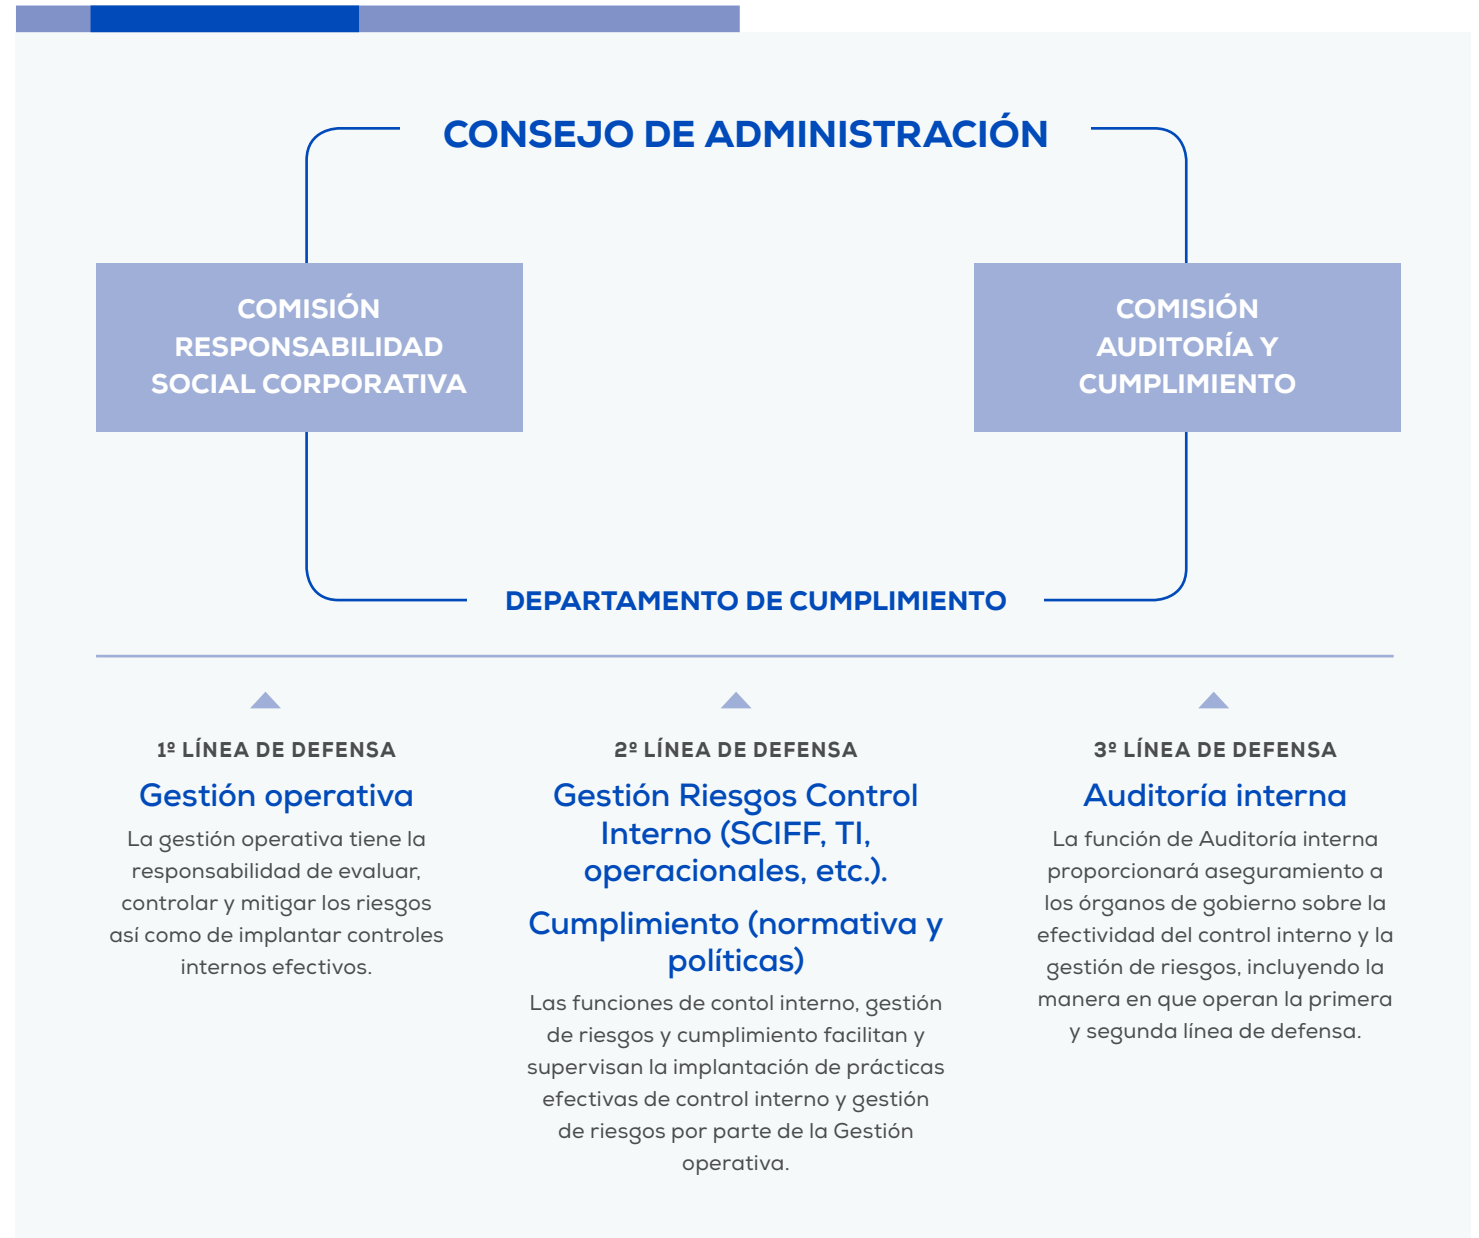 CONSEJO DE ADMINISTRACIÓN
COMISIÓN
RESPONSABILIDAD
SOCIAL CORPORATIVA
COMISIÓN
AUDITORÍA Y
CUMPLIMIENTO
DEPARTAMENTO DE CUMPLIMIENTO
1º LÍNEA DE DEFENSA
Gestión operativa
La gestión operativa tiene la
responsabilidad de evaluar,
controlar y mitigar los riesgos
así como de implantar controles
internos efectivos.
2º LÍNEA DE DEFENSA
Gestión Riesgos Control
Interno (SCIFF, TI,
operacionales, etc.).
Cumplimiento (normativa y
políticas)
Las funciones de contol interno, gestión
de riesgos y cumplimiento facilitan y
supervisan la implantación de prácticas
efectivas de control interno y gestión
de riesgos por parte de la Gestión
operativa.
3º LÍNEA DE DEFENSA
Auditoría interna
La función de Auditoría interna
proporcionará aseguramiento a
los órganos de gobierno sobre la
efectividad del control interno y la
gestión de riesgos, incluyendo la
manera en que operan la primera
y segunda línea de defensa.